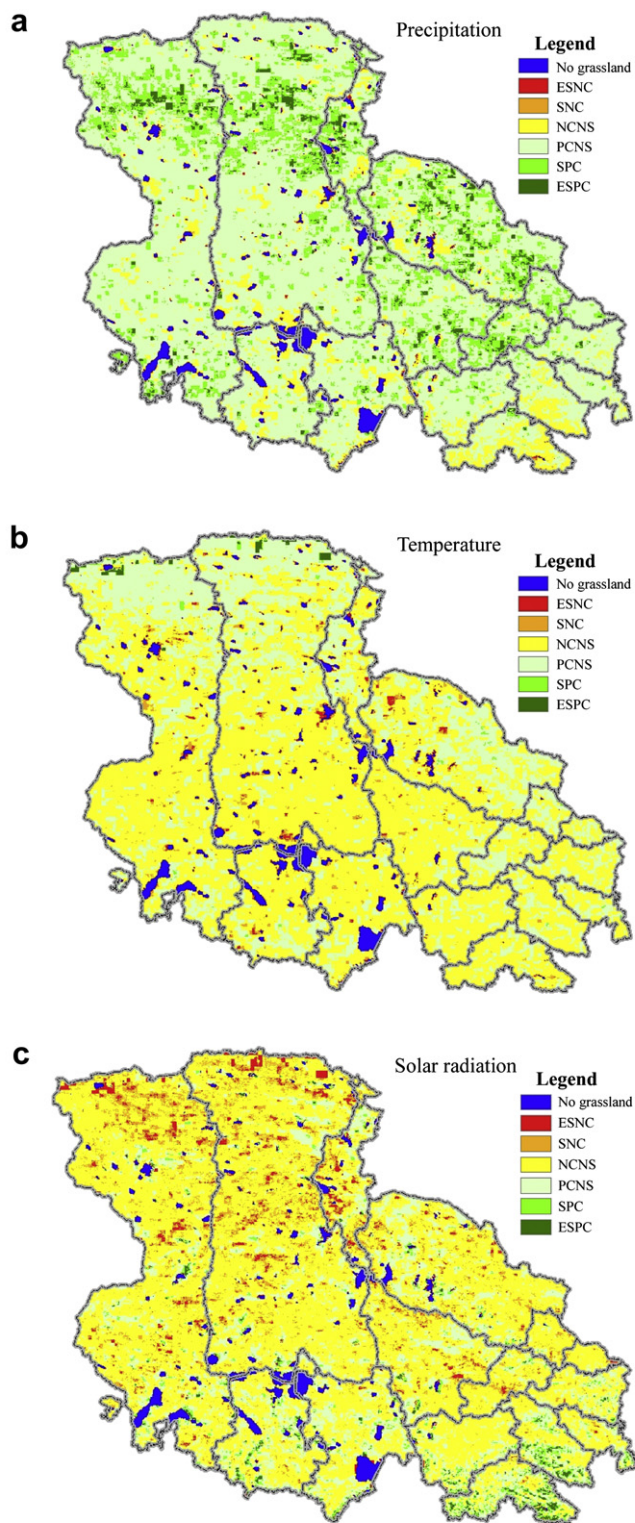 a
Precipitation
Legend
No grassland
ESNC
SNC
NCNS
PCNS
SPC
ESPC
b
Temperature
Legend
No grassland
ESNC
SNC
NCNS
PCNS
SPC
ESPC
c
Solar radiation
Legend
No grassland
ESNC
SNC
NCNS
PCNS
SPC
ESPC